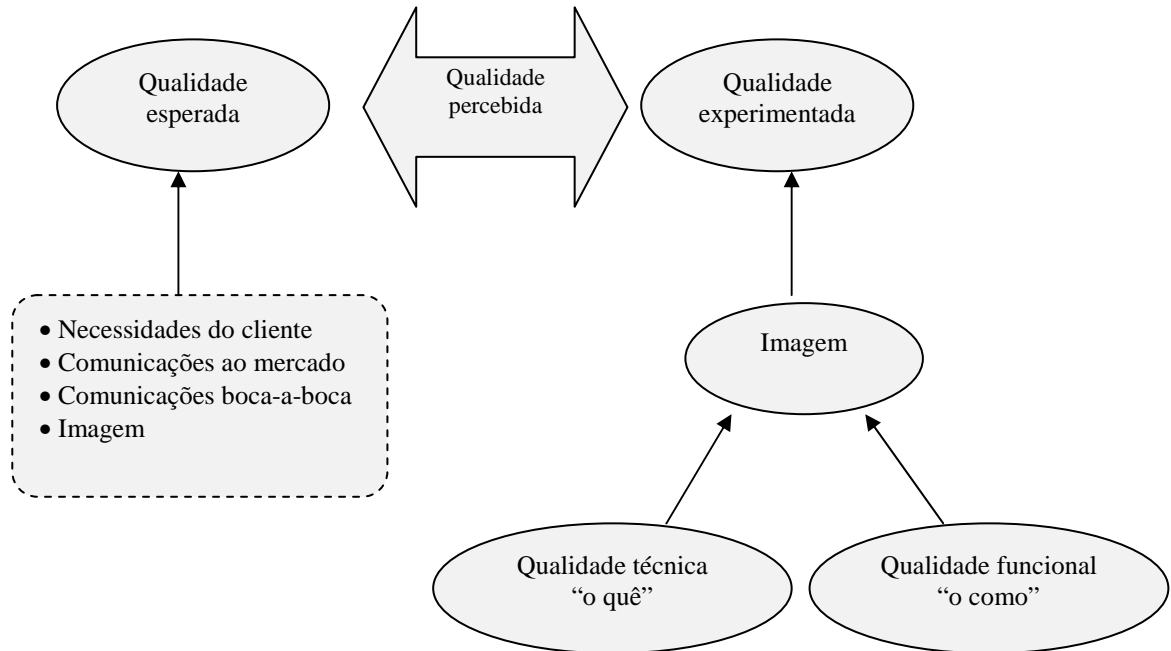 Qualidade
esperada
Qualidade
percebida
Qualidade
experimentada
• Necessidades do cliente
• Comunicações ao mercado
• Comunicações boca-a-boca
• Imagem
Imagem
Qualidade técnica
“o quê”
Qualidade funcional
“o como”